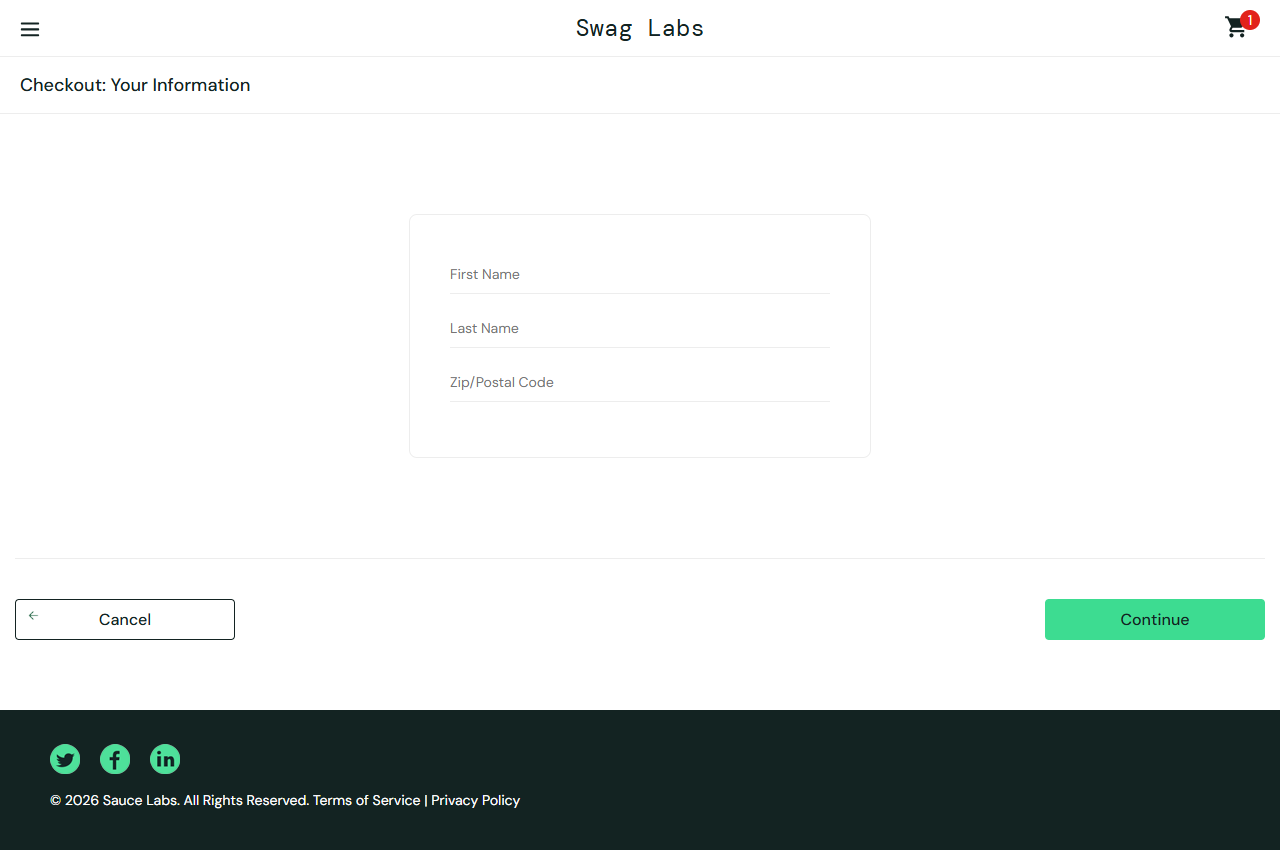 Swag Labs
1
Checkout: Your Information
First Name
Last Name
Zip/Postal Code
Cancel
Continue
© 2026 Sauce Labs. All Rights Reserved. Terms of Service | Privacy Policy